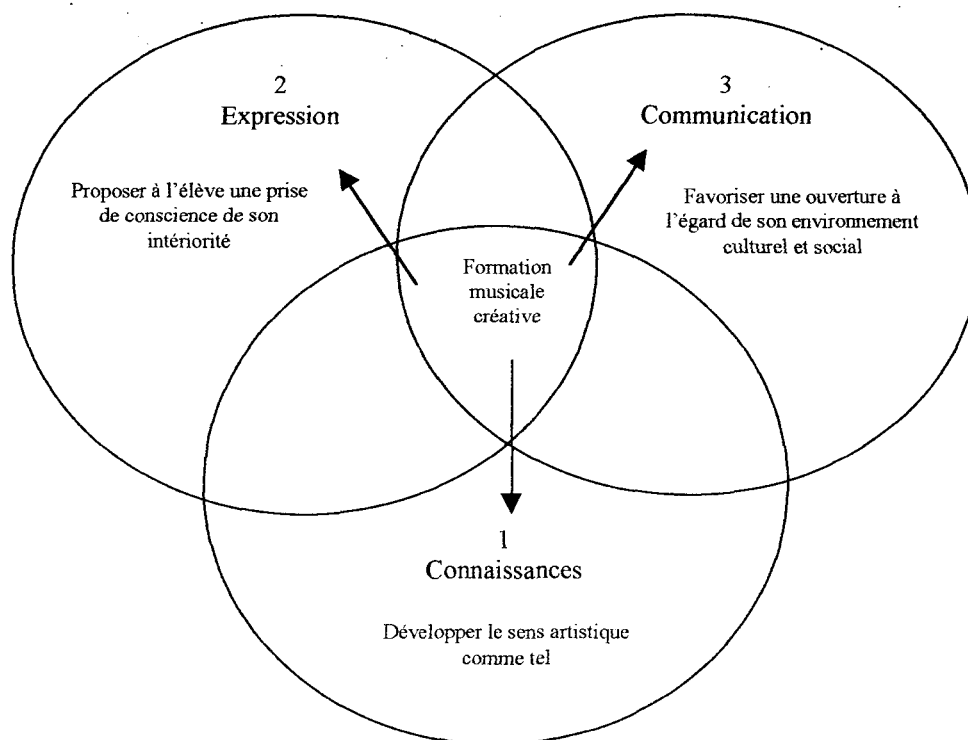 2
Expression
Proposer à l'élève une prise
de conscience de son
intériorité
3
Communication
Favoriser une ouverture à
l'égard de son environnement
culturel et social
Formation
musicale
créative
1
Connaissances
Développer le sens artistique
comme tel